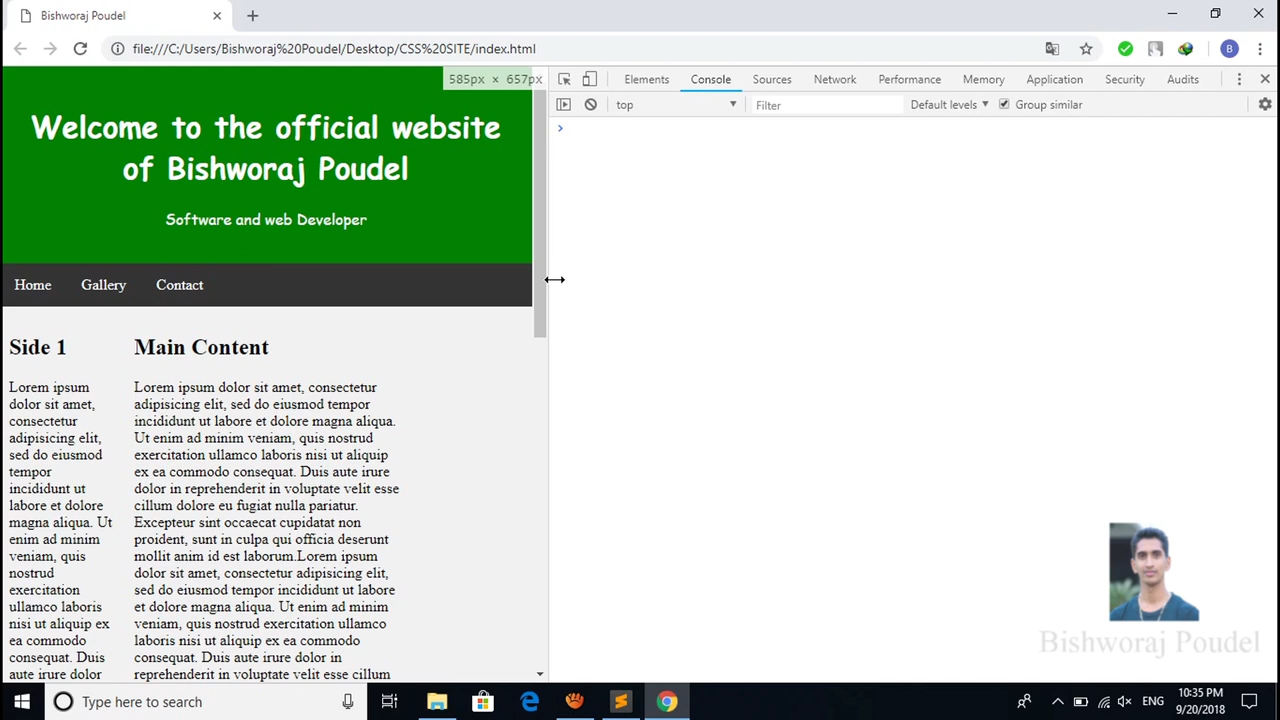 Bishworaj Poudel
file:///C:/Users/Bishworaj%20Poudel/Desktop/CSS%20SITE/index.html
B
585px × 657px
Elements Console Sources Network Performance Memory Application Security Audits
top Filter Default levels Group similar
Welcome to the official website
of Bishworaj Poudel
Software and web Developer
Home Gallery Contact
Side 1
Lorem ipsum
dolor sit amet,
consectetur
adipisicing elit,
sed do eiusmod
tempor
incididunt ut
labore et dolore
magna aliqua. Ut
enim ad minim
veniam, quis
nostrud
exercitation
ullamco laboris
nisi ut aliquip ex
ea commodo
consequat. Duis
aute irure dolor
Main Content
Lorem ipsum dolor sit amet, consectetur
adipisicing elit, sed do eiusmod tempor
incididunt ut labore et dolore magna aliqua.
Ut enim ad minim veniam, quis nostrud
exercitation ullamco laboris nisi ut aliquip
ex ea commodo consequat. Duis aute irure
dolor in reprehenderit in voluptate velit esse
cillum dolore eu fugiat nulla pariatur.
Excepteur sint occaecat cupidatat non
proident, sunt in culpa qui officia deserunt
mollit anim id est laborum.Lorem ipsum
dolor sit amet, consectetur adipisicing elit,
sed do eiusmod tempor incididunt ut labore
et dolore magna aliqua. Ut enim ad minim
veniam, quis nostrud exercitation ullamco
laboris nisi ut aliquip ex ea commodo
consequat. Duis aute irure dolor in
reprehenderit in voluptate velit esse cillum
Bishworaj Poudel
Type here to search
ENG
10:35 PM
9/20/2018